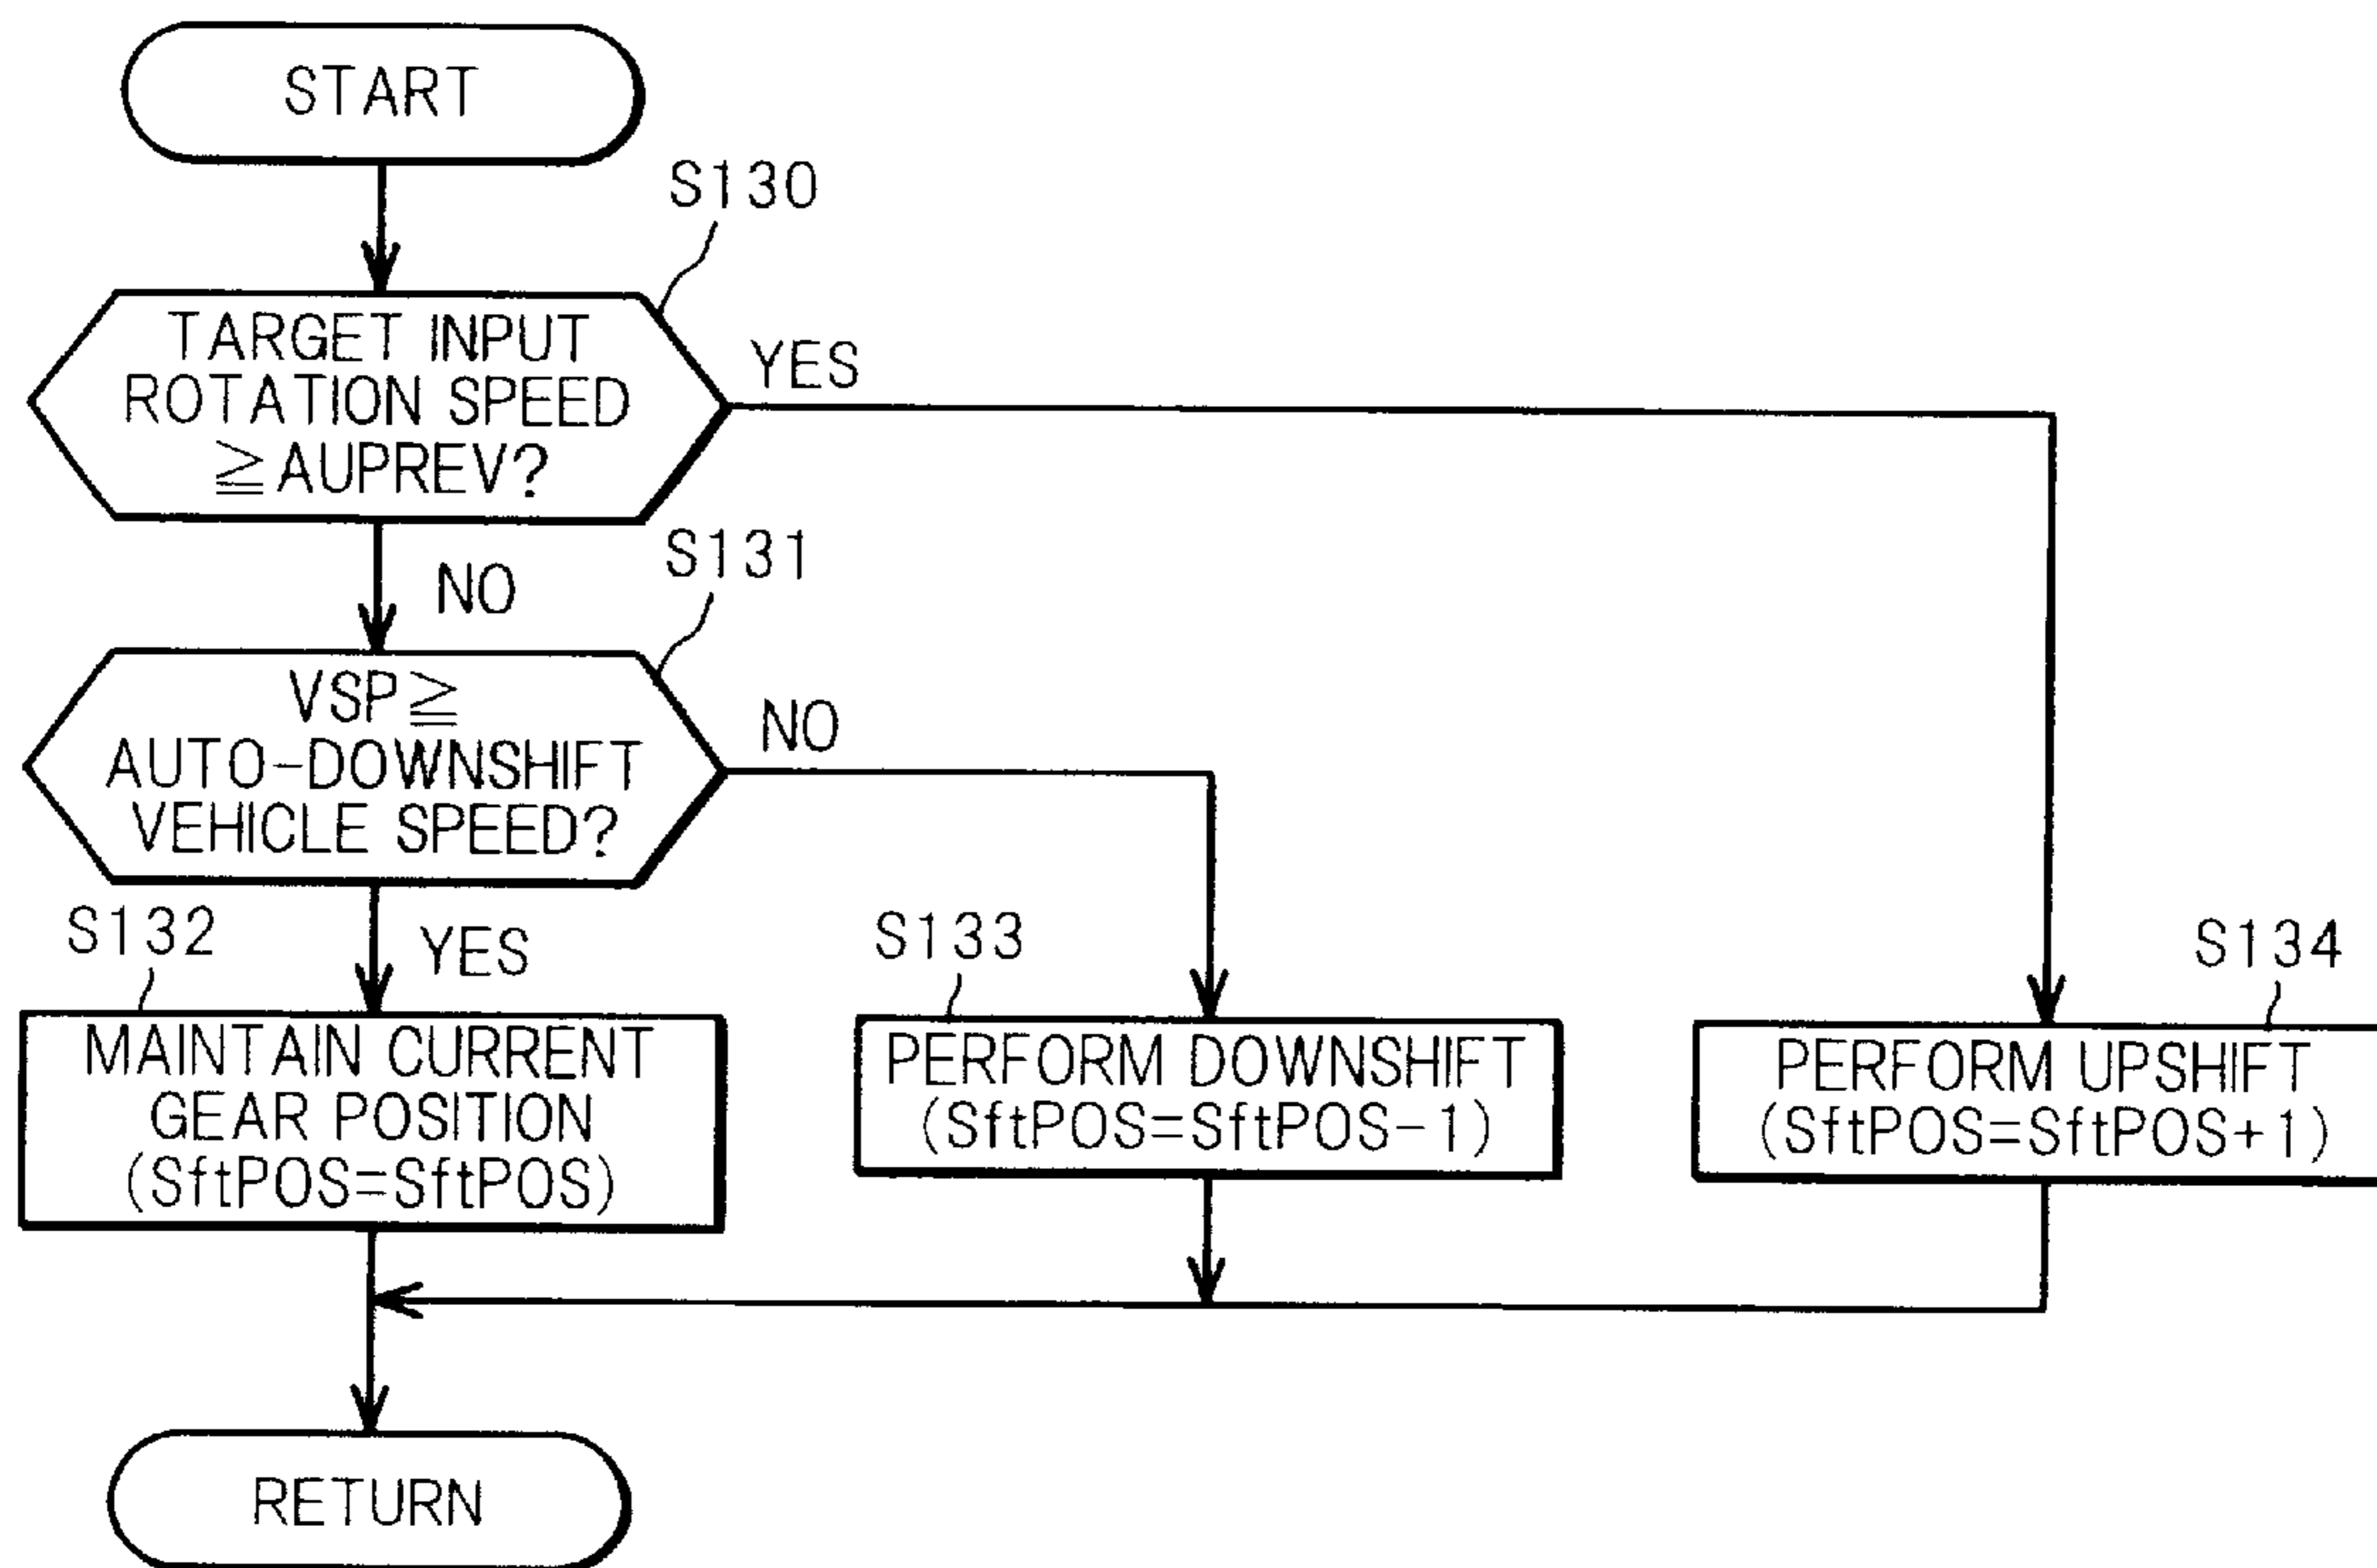 START
S130
TARGET INPUT
ROTATION SPEED
≧AUPREV?
YES
NO
S131
VSP≧
AUTO-DOWNSHIFT
VEHICLE SPEED?
NO
YES
S132
MAINTAIN CURRENT
GEAR POSITION
(SftPOS=SftPOS)
S133
PERFORM DOWNSHIFT
(SftPOS=SftPOS-1)
S134
PERFORM UPSHIFT
(SftPOS=SftPOS+1)
RETURN